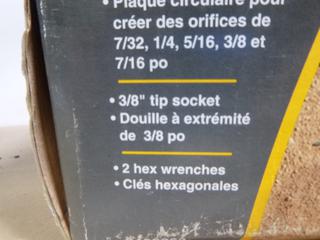 • Plaque circulaire pour
créer des orifices de
7/32, 1/4, 5/16, 3/8 et
7/16 po
• 3/8" tip socket
• Douille à extrémité
de 3/8 po
• 2 hex wrenches
• Clés hexagonales